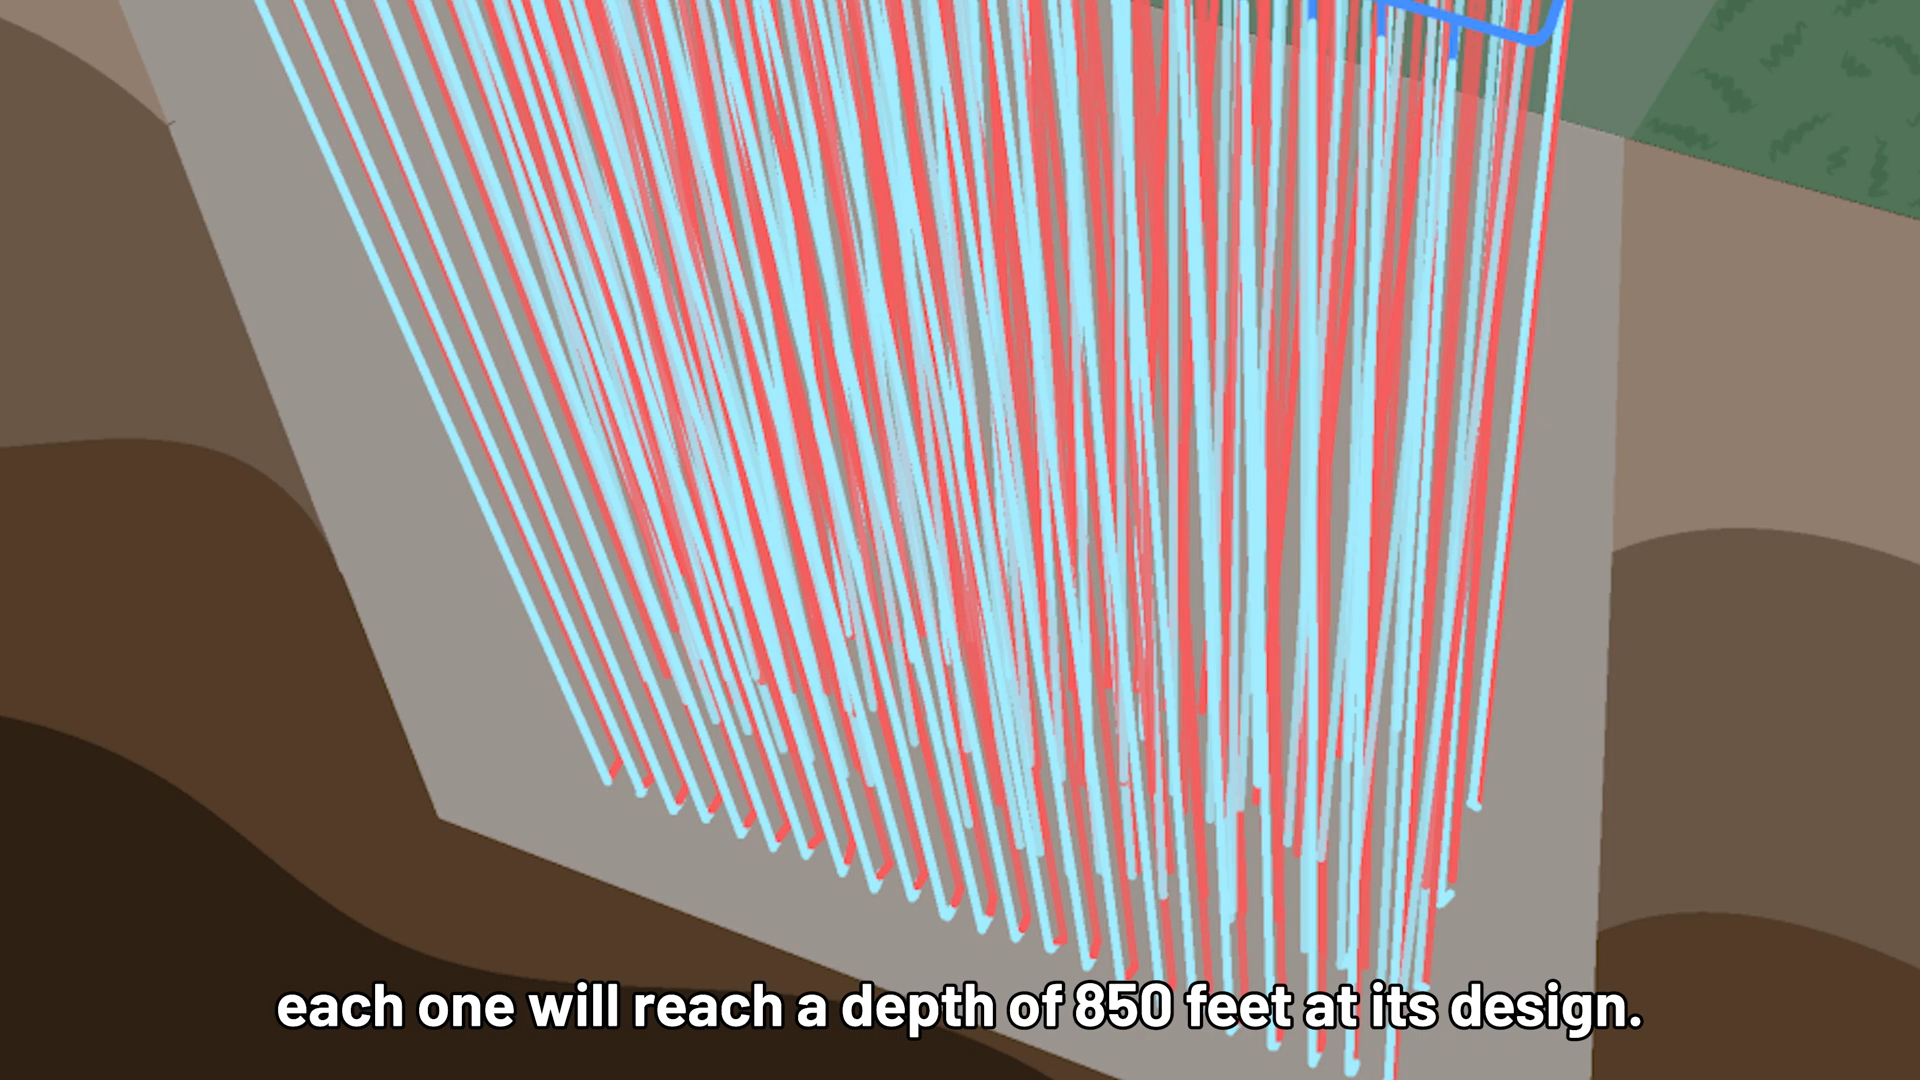 each one will reach a depth of 850 feet at its design.